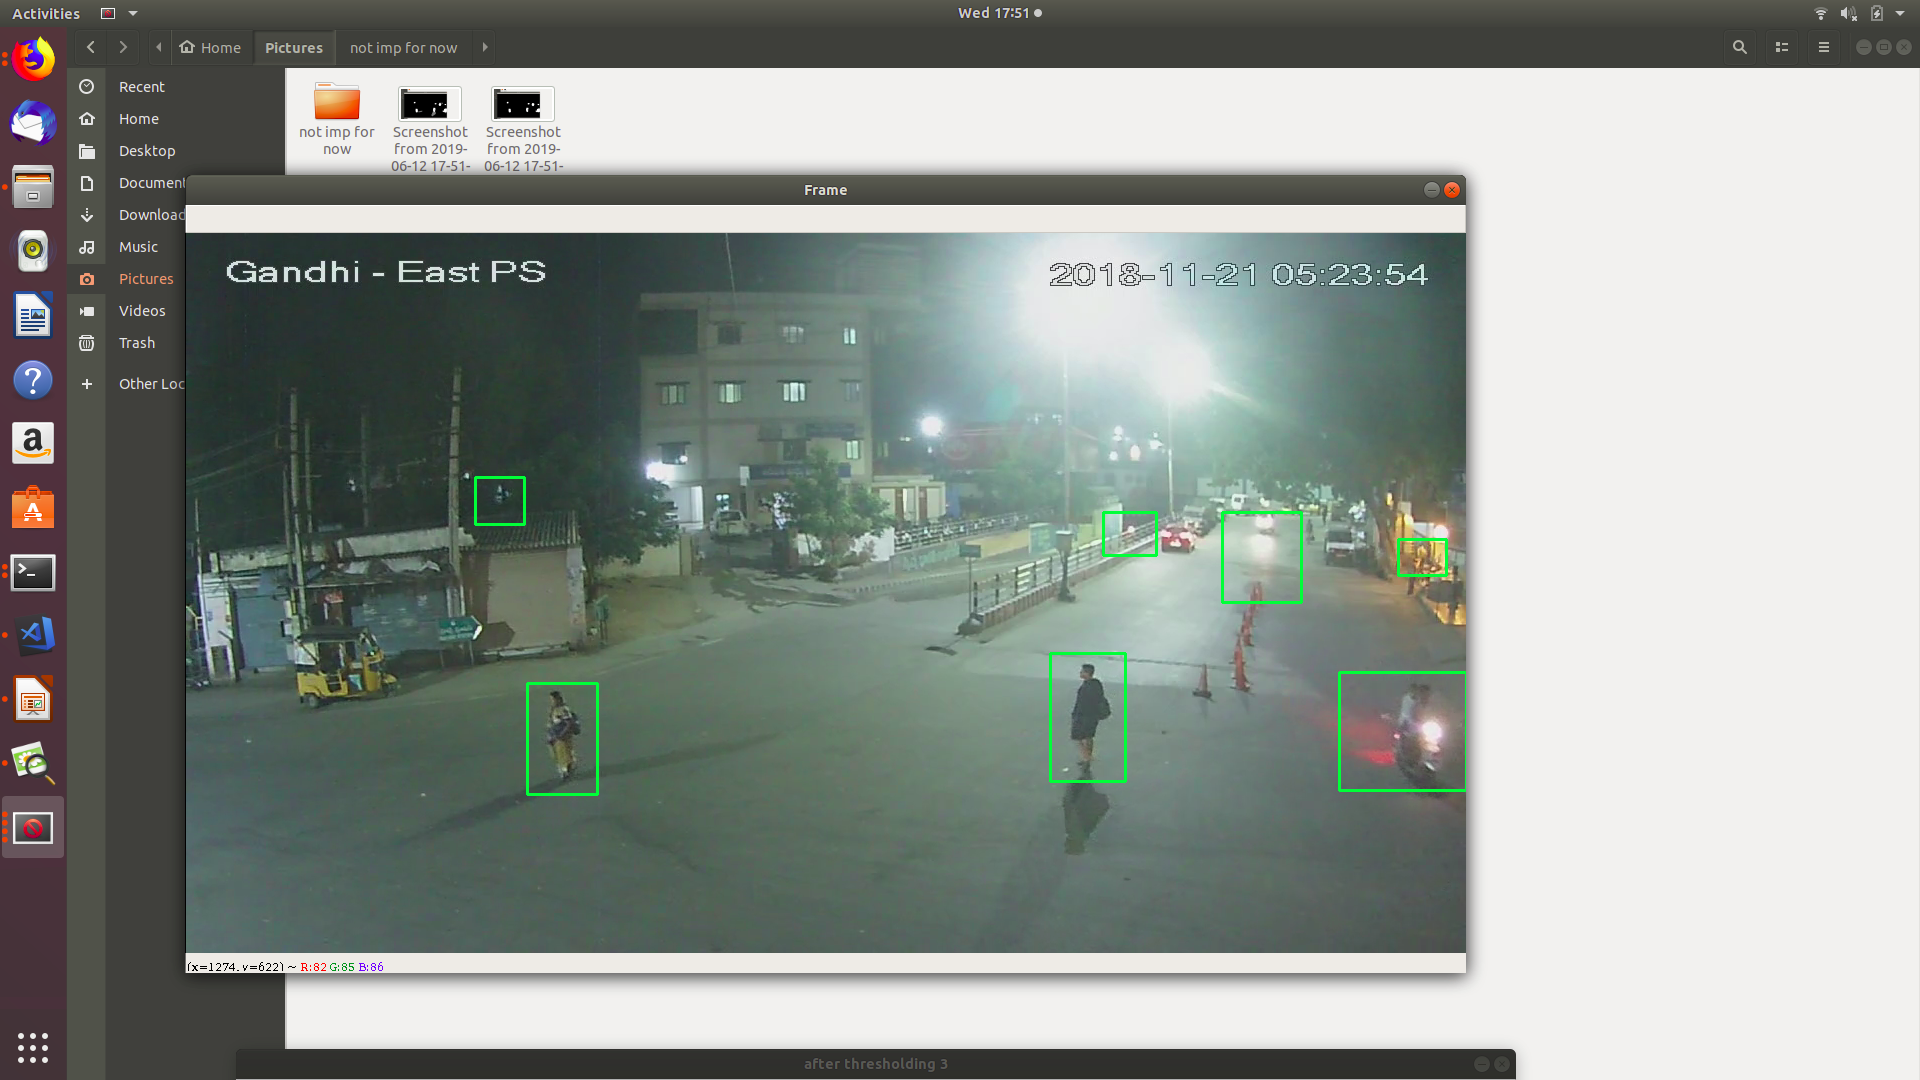 Activities
Wed 17:51
Home
Pictures
not imp for now
Recent
Home
Desktop
Document
Download
Music
Pictures
Videos
Trash
Other Loc
not imp for
now
Screenshot
from 2019-
06-12 17-51-
Screenshot
from 2019-
06-12 17-51-
Frame
Gandhi - East PS
2018-11-21 05:23:54
(x=1274, y=622) ~ R:82 G:85 B:86
after thresholding 3